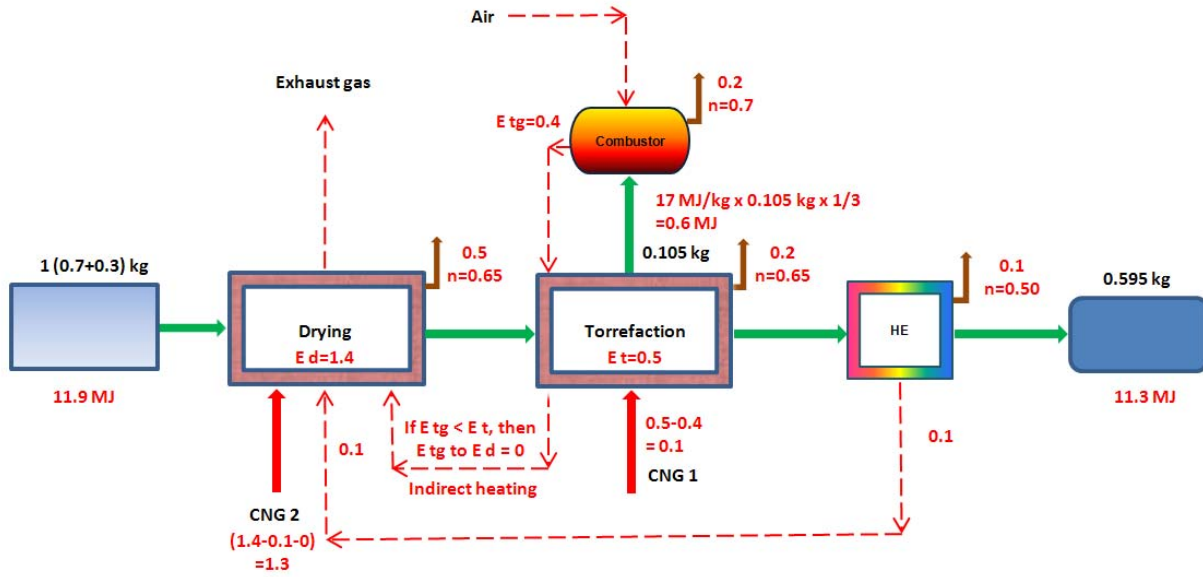 Air
Exhaust gas
0.2
n=0.7
E tg=0.4
Combustor
17 MJ/kg x 0.105 kg x 1/3
=0.6 MJ
1 (0.7+0.3) kg
0.5
n=0.65
0.105 kg
0.2
n=0.65
0.1
n=0.50
0.595 kg
Drying
E d=1.4
Torrefaction
E t=0.5
HE
11.9 MJ
11.3 MJ
0.1
If E tg < E t, then
E tg to E d = 0
Indirect heating
0.5-0.4
= 0.1
CNG 1
0.1
CNG 2
(1.4-0.1-0)
=1.3